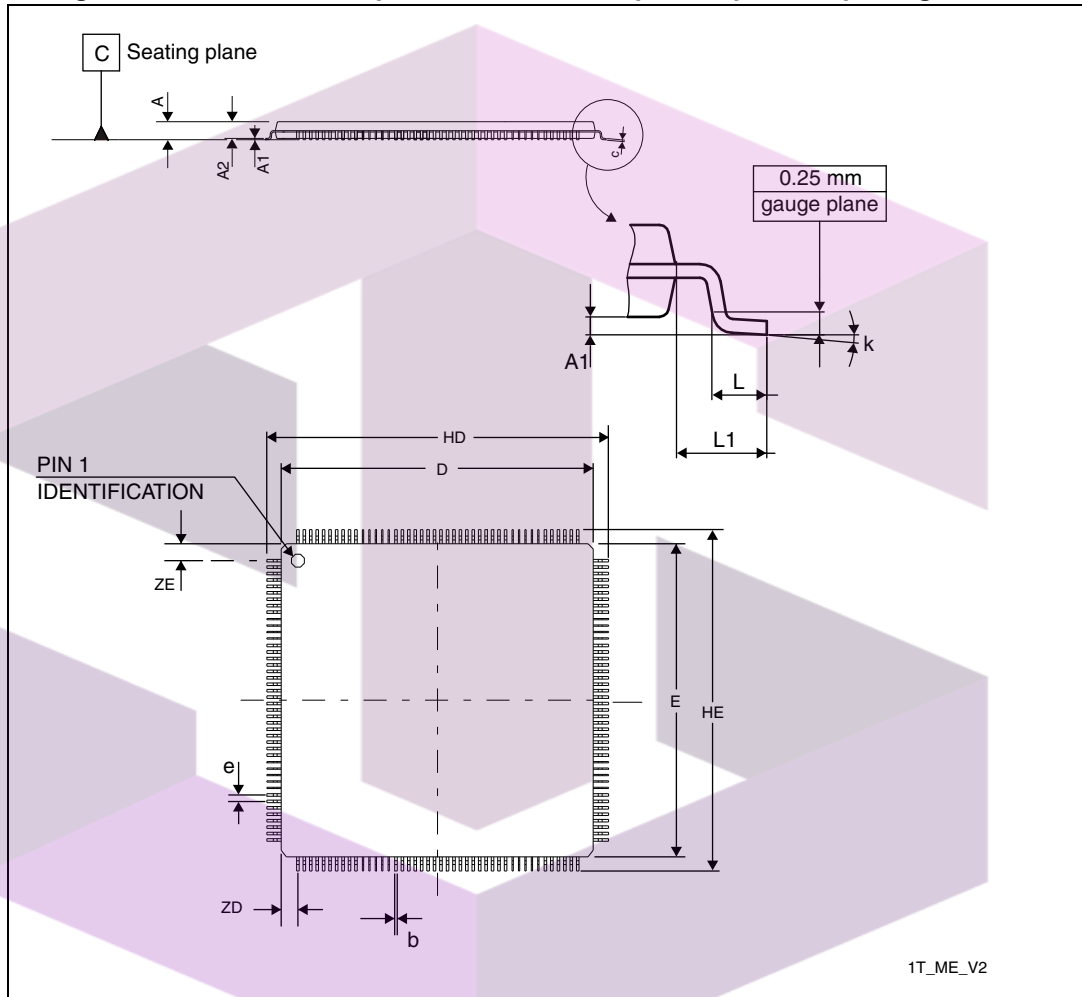 C Seating plane
A
A2
A1
c
0.25 mm
gauge plane
A1
k
L
L1
HD
D
PIN 1
IDENTIFICATION
ZE
E
HE
e
ZD
b
1T_ME_V2